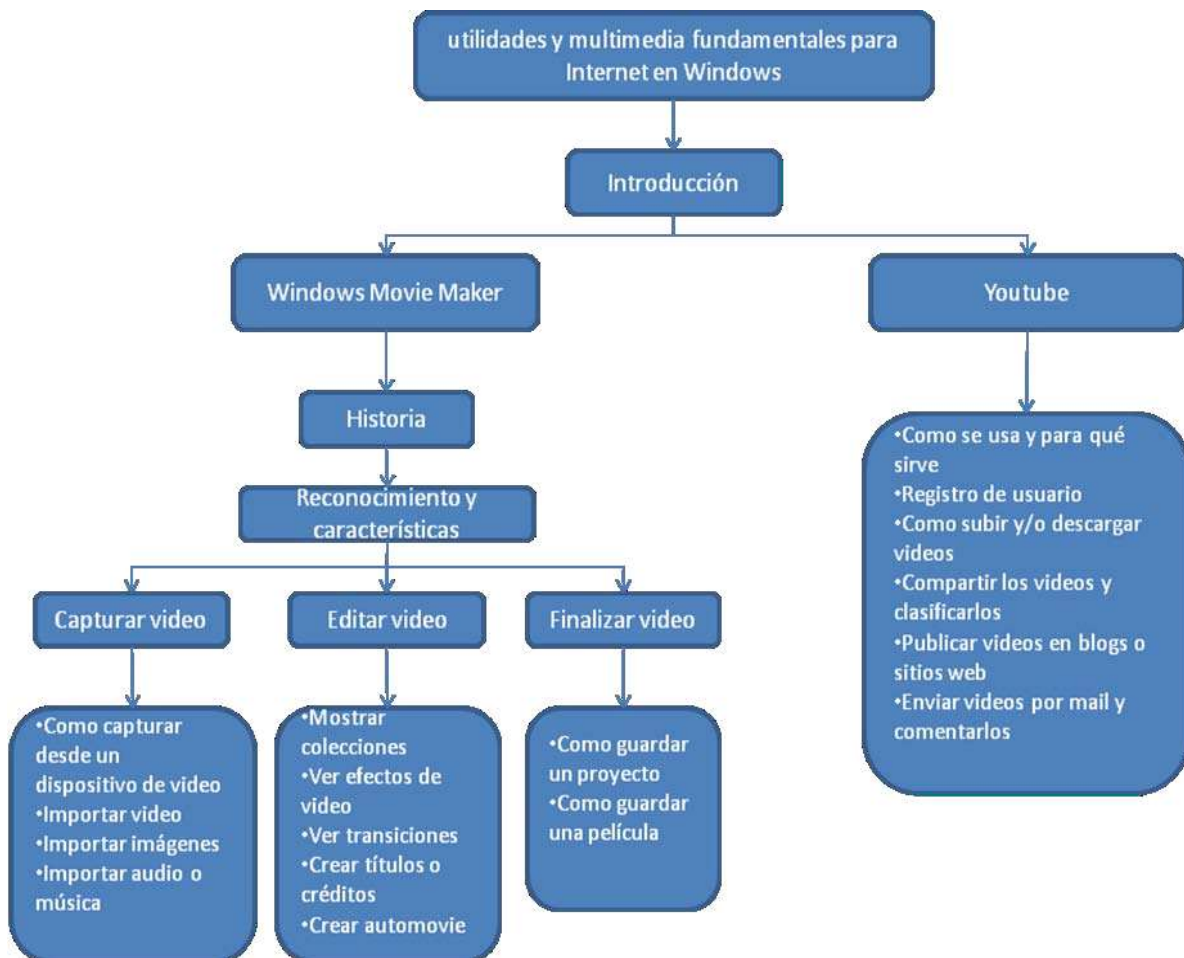 utilidades y multimedia fundamentales para
Internet en Windows
Introducción
Windows Movie Maker
Youtube
Historia
Reconocimiento y
características
Capturar video
Editar video
Finalizar video
•Como capturar
desde un
dispositivo de video
•Importar video
•Importar imágenes
•Importar audio o
música
•Mostrar
colecciones
•Ver efectos de
video
•Ver transiciones
•Crear títulos o
créditos
•Crear automovie
•Como guardar
un proyecto
•Como guardar
una película
•Como se usa y para qué
sirve
•Registro de usuario
•Como subir y/o descargar
videos
•Compartir los videos y
clasificarlos
•Publicar videos en blogs o
sitios web
•Enviar videos por mail y
comentarlos